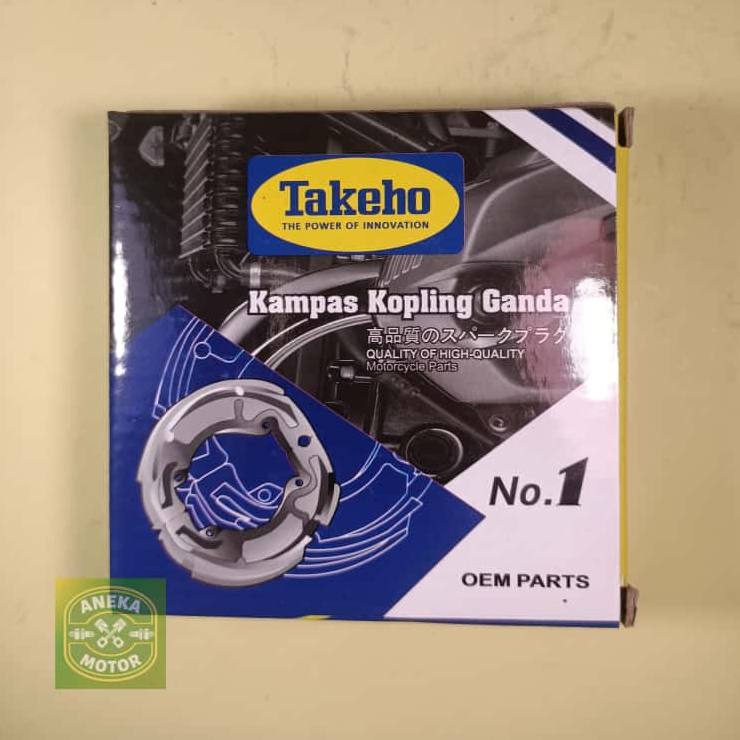 Takeho
THE POWER OF INNOVATION
Kampas Kopling Ganda
高品質のスパークプラグ
QUALITY OF HIGH-QUALITY
Motorcycle Parts
No.1
OEM PARTS
ANEKA
MOTOR